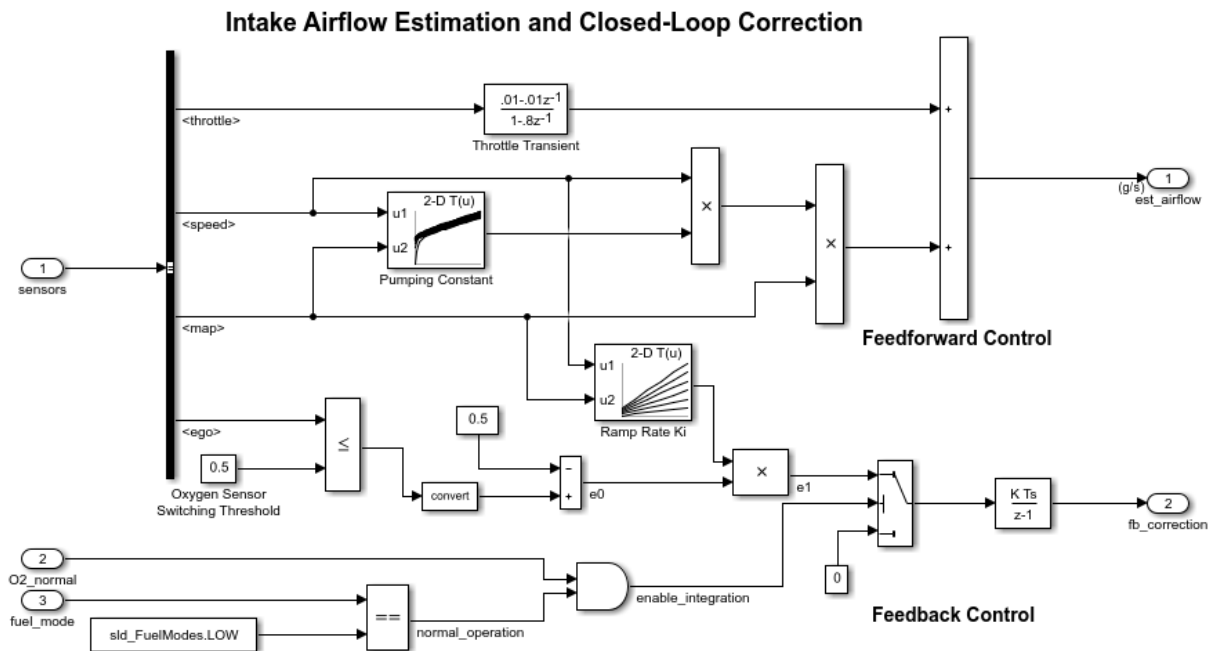 Intake Airflow Estimation and Closed-Loop Correction
<throttle>
.01-.01z-1
1-.8z-1
Throttle Transient
+
<speed>
u1
u2
2-D T(u)
Pumping Constant
×
×
+
(g/s)
1
est_airflow
1
sensors
=
<map>
Feedforward Control
2-D T(u)
u1
u2
Ramp Rate Ki
<ego>
≤
0.5
Oxygen Sensor
Switching Threshold
convert
0.5
−
+
e0
×
e1
K Ts
z-1
2
fb_correction
0
2
O2_normal
3
fuel_mode
sld_FuelModes.LOW
==
normal_operation
enable_integration
Feedback Control